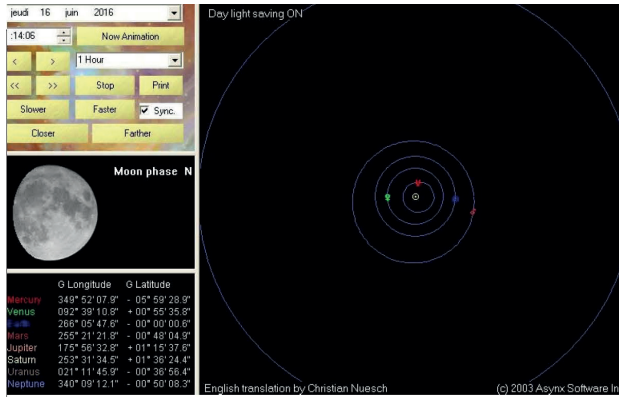 jeudi 16 juin 2016
:14:06 Now Animation
< > 1 Hour
<< >> Stop Print
Slower Faster Sync.
Closer Farther
Moon phase N
G Longitude G Latitude
Mercury 349° 52' 07.9" - 05° 59' 28.9"
Venus 092° 39' 10.8" + 00° 55' 35.8"
Earth 266° 05' 47.6" - 00° 00' 00.6"
Mars 255° 21' 21.8" - 00° 48' 04.9"
Jupiter 175° 56' 32.8" + 01° 15' 37.6"
Saturn 253° 31' 34.5" + 01° 36' 24.4"
Uranus 021° 11' 45.9" - 00° 36' 56.4"
Neptune 340° 09' 12.1" - 00° 50' 08.3"
Day light saving ON
English translation by Christian Nuesch (c) 2003 Asynx Software In